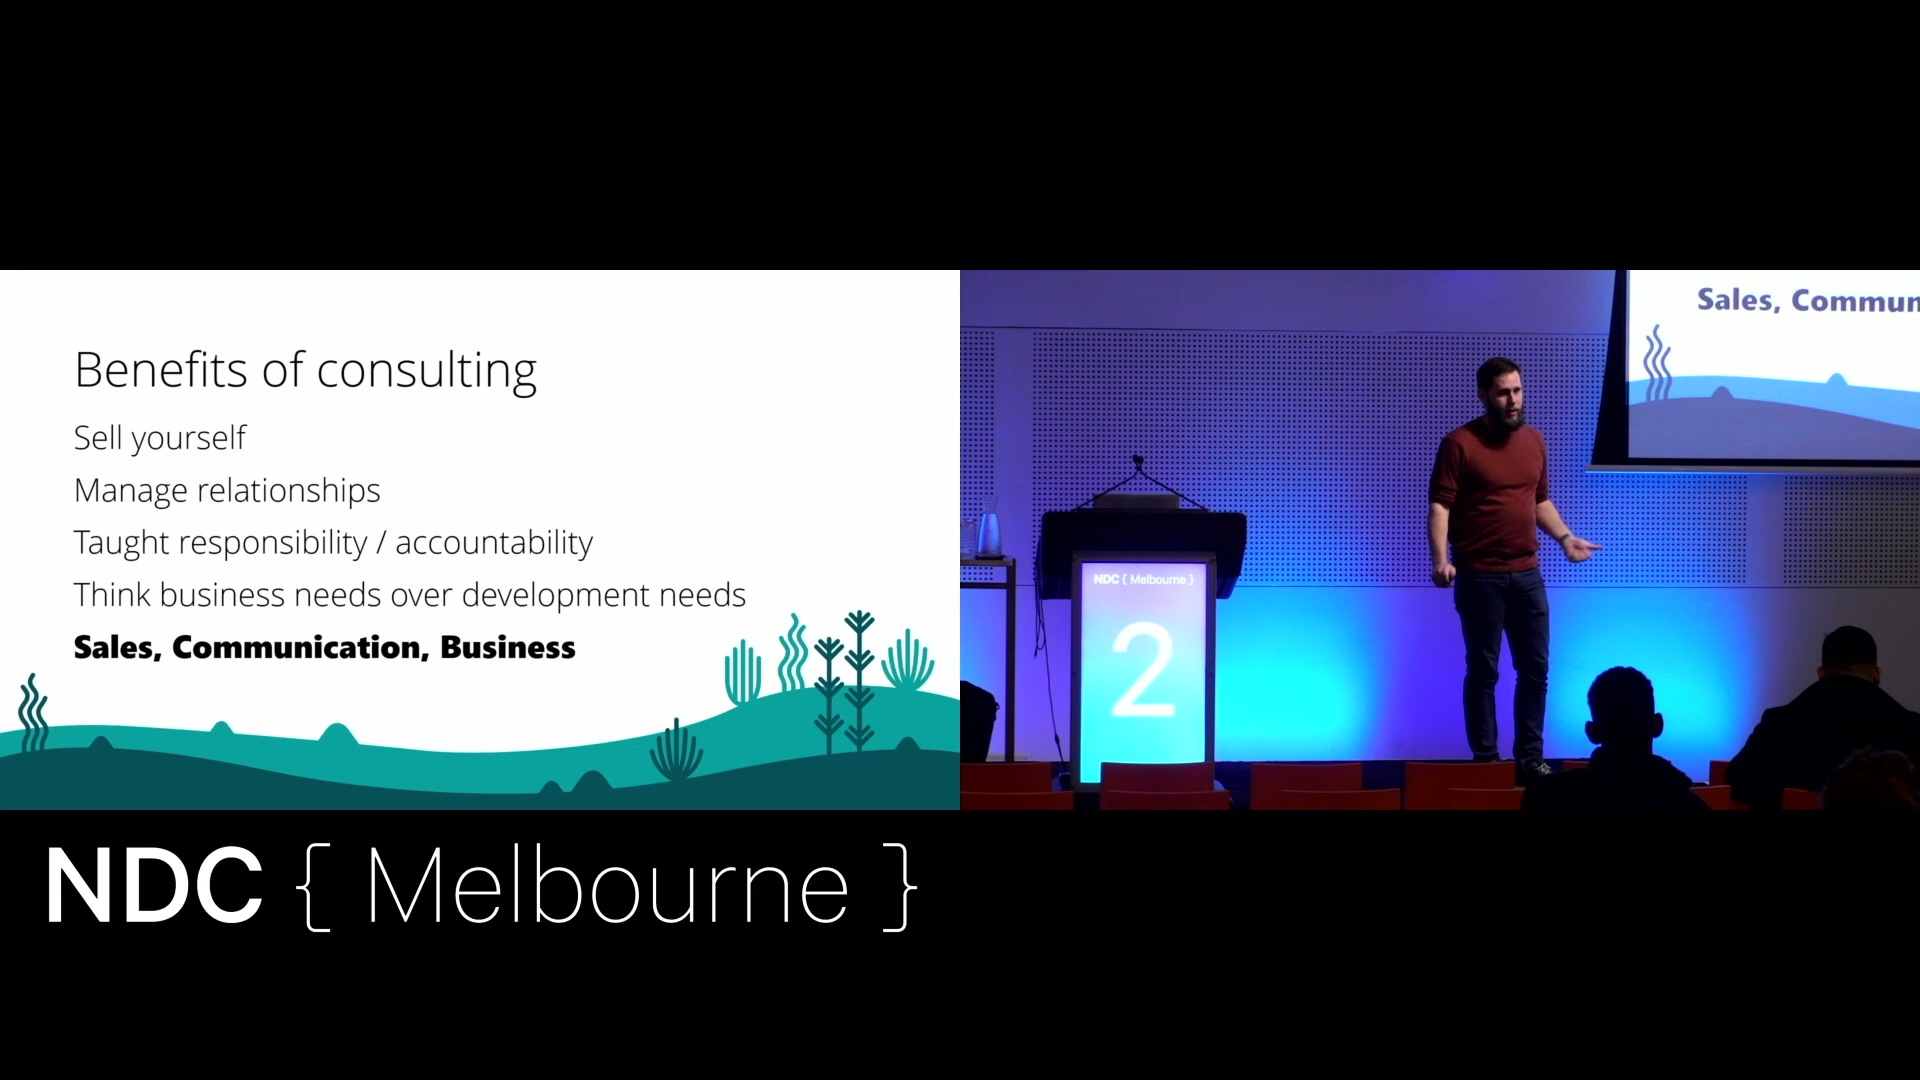 Benefits of consulting
Sell yourself
Manage relationships
Taught responsibility / accountability
Think business needs over development needs
Sales, Communication, Business
Sales, Commun
NDC { Melbourne }
2
NDC { Melbourne }